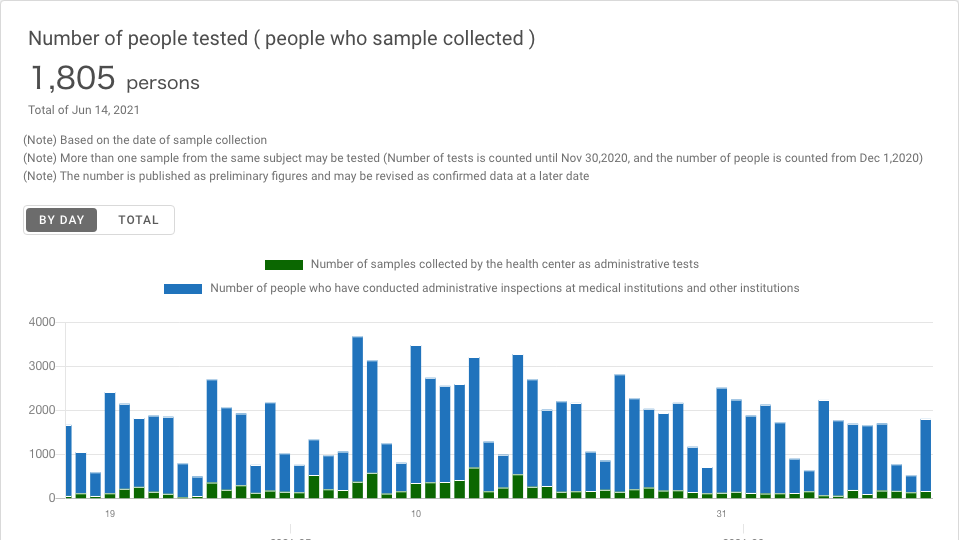 Number of people tested ( people who sample collected )
1,805 persons
Total of Jun 14, 2021
(Note) Based on the date of sample collection
(Note) More than one sample from the same subject may be tested (Number of tests is counted until Nov 30,2020, and the number of people is counted from Dec 1,2020)
(Note) The number is published as preliminary figures and may be revised as confirmed data at a later date
BY DAY TOTAL
Number of samples collected by the health center as administrative tests
Number of people who have conducted administrative inspections at medical institutions and other institutions
4000
3000
2000
1000
0
19 10 31